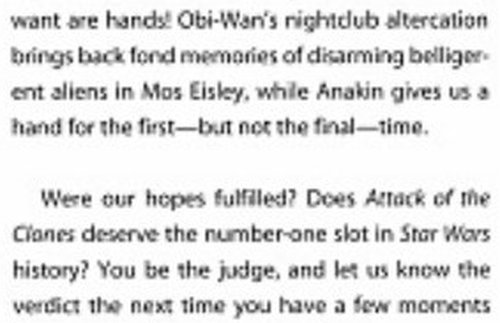 want are hands! Obi-Wan's nightclub altercation
brings back fond memories of disarming belliger-
ent aliens in Mos Eisley, while Anakin gives us a
hand for the first—but not the final—time.
Were our hopes fulfilled? Does Attack of the
Clones deserve the number-one slot in Star Wars
history? You be the judge, and let us know the
verdict the next time you have a few moments